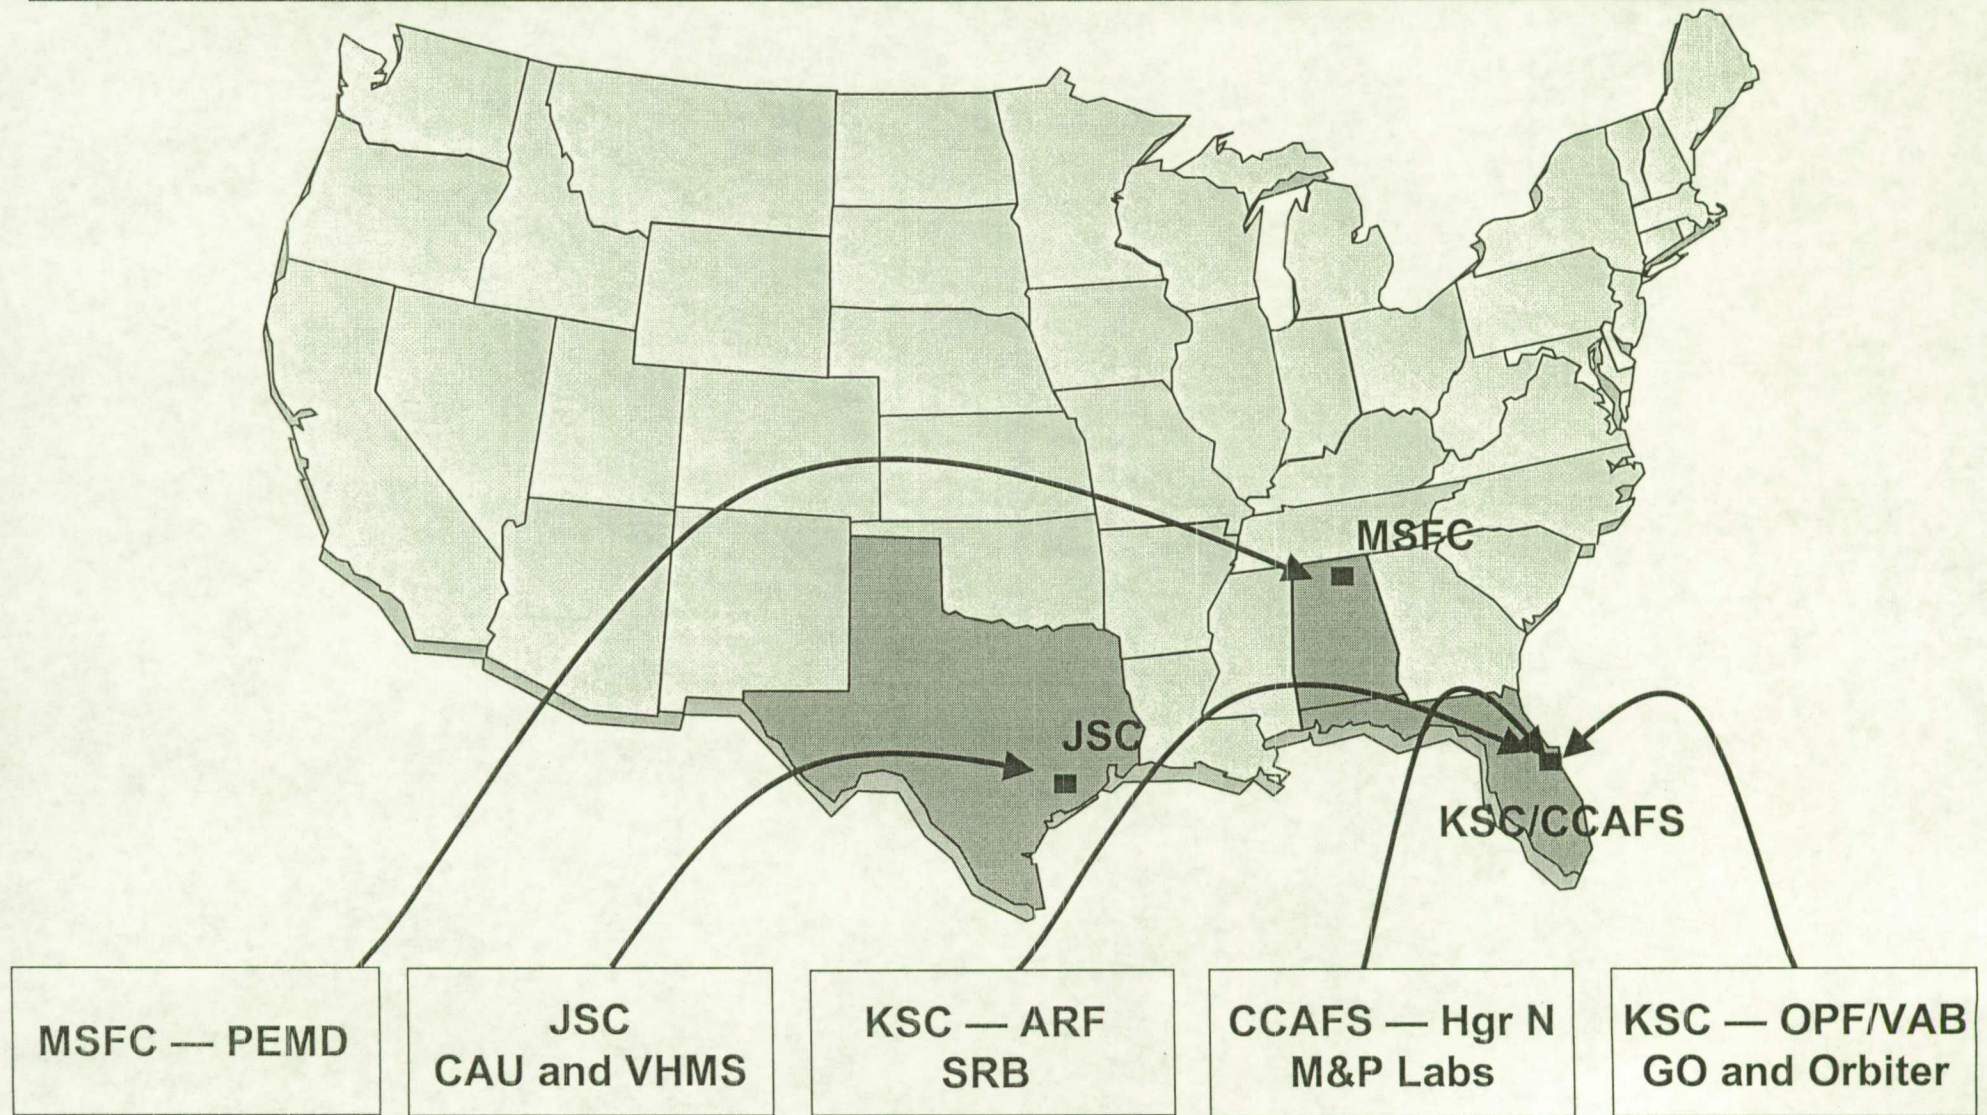 MSFC
JSC
KSC/CCAFS
MSFC — PEMD
JSC
CAU and VHMS
KSC — ARF
SRB
CCAFS — Hgr N
M&P Labs
KSC — OPF/VAB
GO and Orbiter